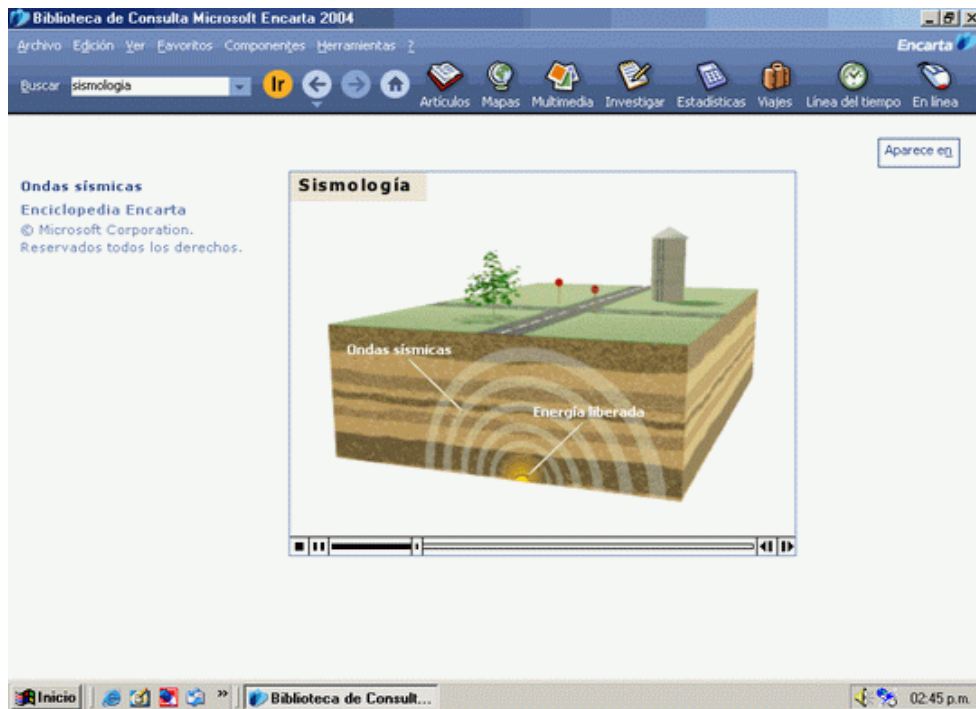 Biblioteca de Consulta Microsoft Encarta 2004
Archivo Edición Ver Favoritos Componentes Herramientas ?
Encarta
Buscar sismologia Ir
Artículos Mapas Multimedia Investigar Estadísticas Viajes Línea del tiempo En línea
Aparece en
Ondas sísmicas
Enciclopedia Encarta
© Microsoft Corporation.
Reservados todos los derechos.
Sismología
Ondas sísmicas
Energía liberada
Inicio » Biblioteca de Consult... 02:45 p.m.